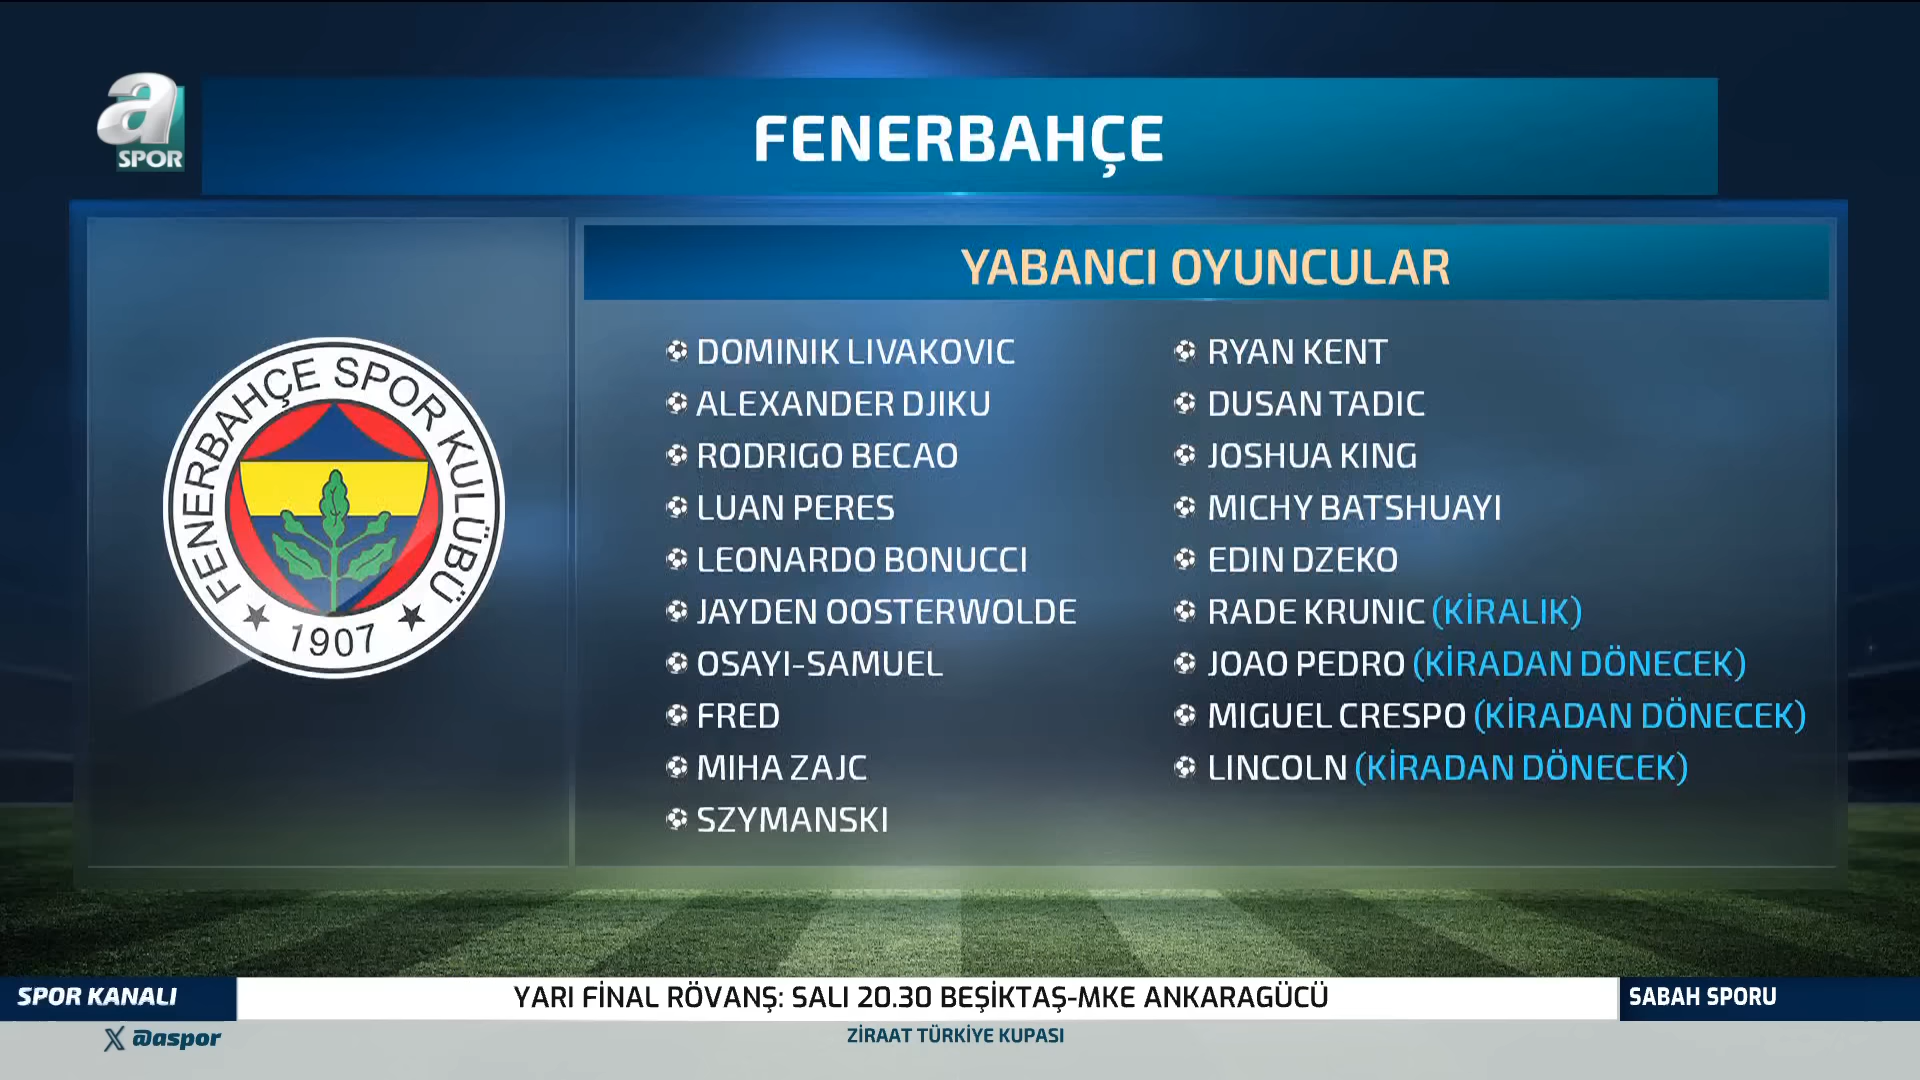 a
SPOR
FENERBAHÇE
FENERBAHÇE SPOR KULÜBÜ
1907
YABANCI OYUNCULAR
DOMINIK LIVAKOVIC
ALEXANDER DJIKU
RODRIGO BECAO
LUAN PERES
LEONARDO BONUCCI
JAYDEN OOSTERWOLDE
OSAYI-SAMUEL
FRED
MIHA ZAJC
SZYMANSKI
RYAN KENT
DUSAN TADIC
JOSHUA KING
MICHY BATSHUAYI
EDIN DZEKO
RADE KRUNIC (KİRALIK)
JOAO PEDRO (KİRADAN DÖNECEK)
MIGUEL CRESPO (KİRADAN DÖNECEK)
LINCOLN (KİRADAN DÖNECEK)
SPOR KANALI
YARI FİNAL RÖVANŞ: SALI 20.30 BEŞİKTAŞ-MKE ANKARAGÜCÜ
SABAH SPORU
X @aspor
ZİRAAT TÜRKİYE KUPASI